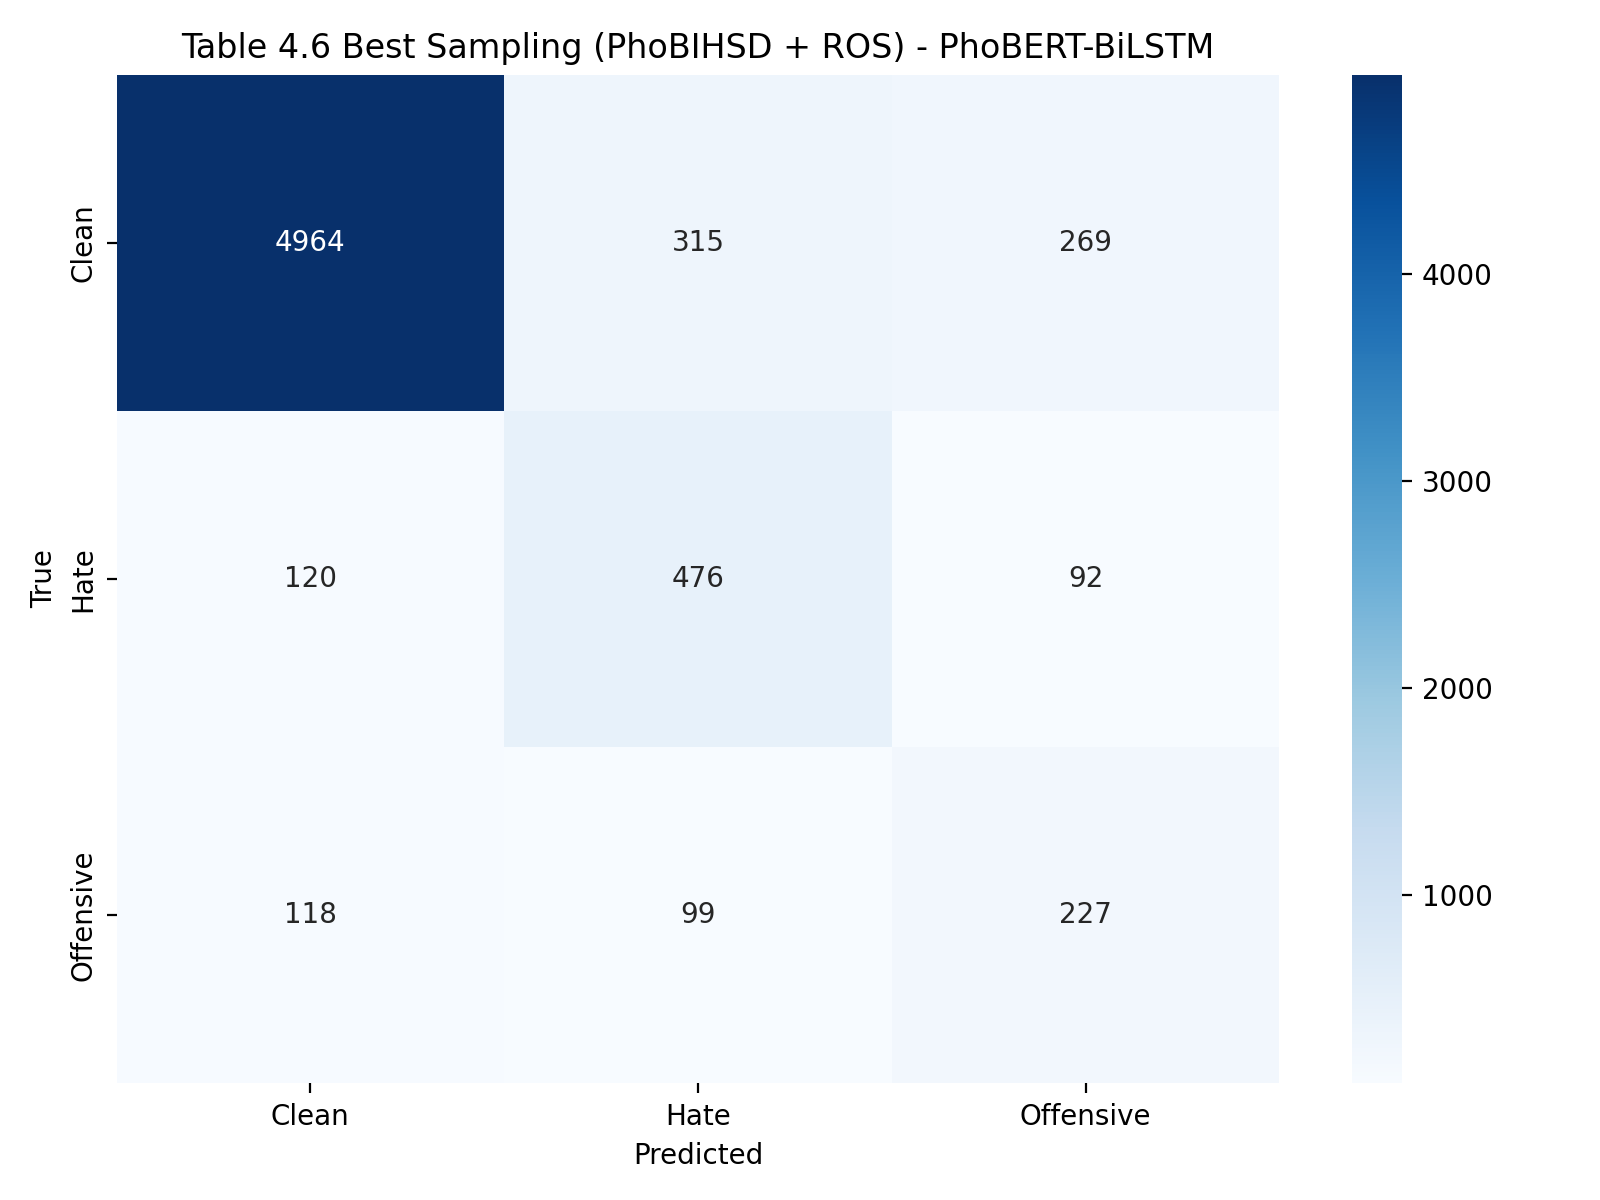 Table 4.6 Best Sampling (PhoBIHSD + ROS) - PhoBERT-BiLSTM
True
Clean
4964 315 269
Hate
120 476 92
Offensive
118 99 227
Clean Hate Offensive
Predicted
4000
3000
2000
1000